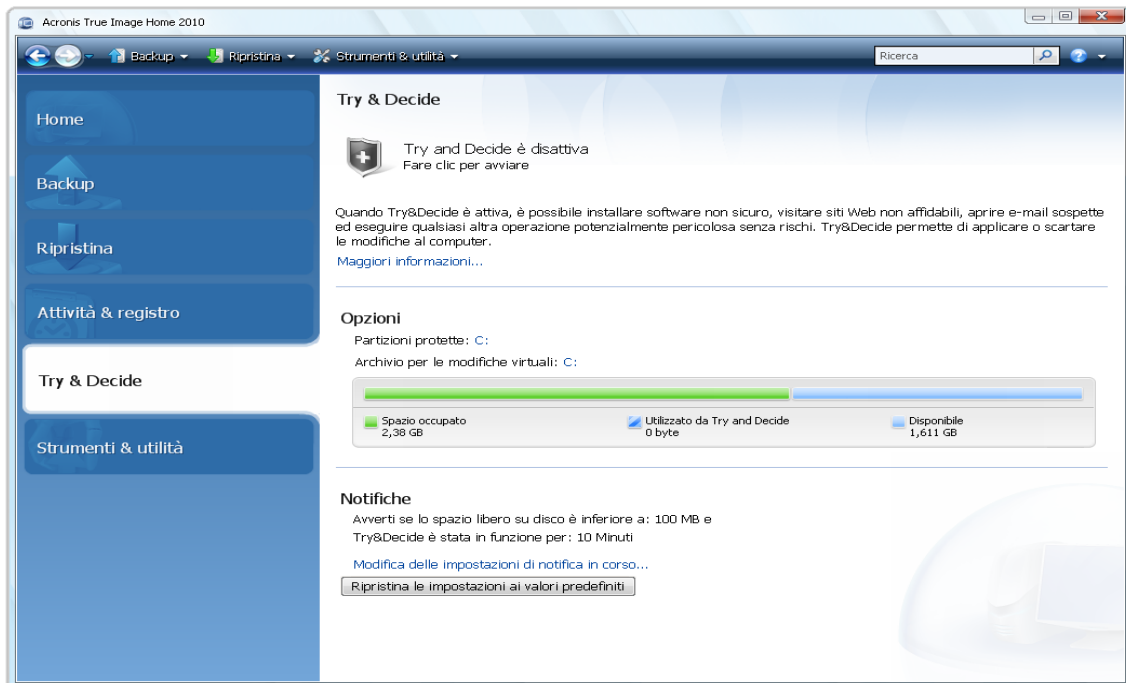 Acronis True Image Home 2010
Backup
Ripristina
Strumenti & utilità
Ricerca
Home
Backup
Ripristina
Attività & registro
Try & Decide
Strumenti & utilità
Try & Decide
Try and Decide è disattiva
Fare clic per avviare
Quando Try&Decide è attiva, è possibile installare software non sicuro, visitare siti Web non affidabili, aprire e-mail sospette
ed eseguire qualsiasi altra operazione potenzialmente pericolosa senza rischi. Try&Decide permette di applicare o scartare
le modifiche al computer.
Maggiori informazioni...
Opzioni
Partizioni protette: C:
Archivio per le modifiche virtuali: C:
Spazio occupato
2,38 GB
Utilizzato da Try and Decide
0 byte
Disponibile
1,611 GB
Notifiche
Avverti se lo spazio libero su disco è inferiore a: 100 MB e
Try&Decide è stata in funzione per: 10 Minuti
Modifica delle impostazioni di notifica in corso...
Ripristina le impostazioni ai valori predefiniti